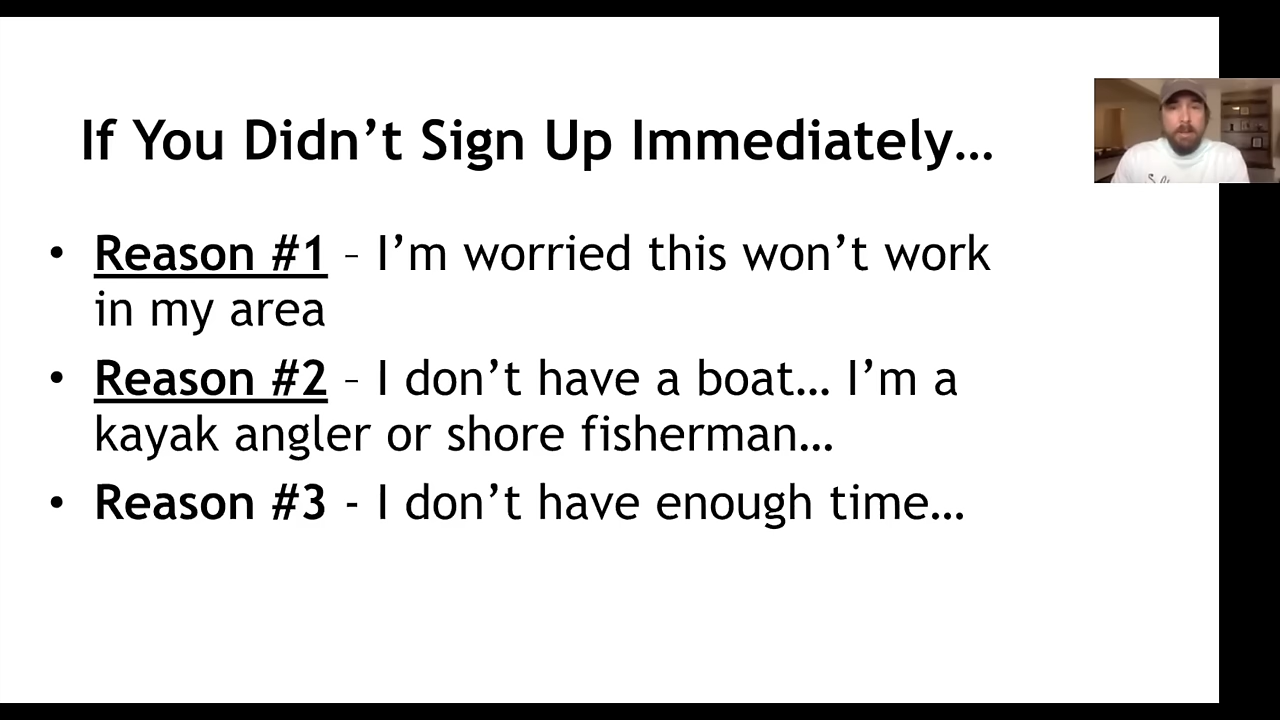 If You Didn’t Sign Up Immediately…
• Reason #1 – I’m worried this won’t work
in my area
• Reason #2 – I don’t have a boat… I’m a
kayak angler or shore fisherman…
• Reason #3 - I don’t have enough time…